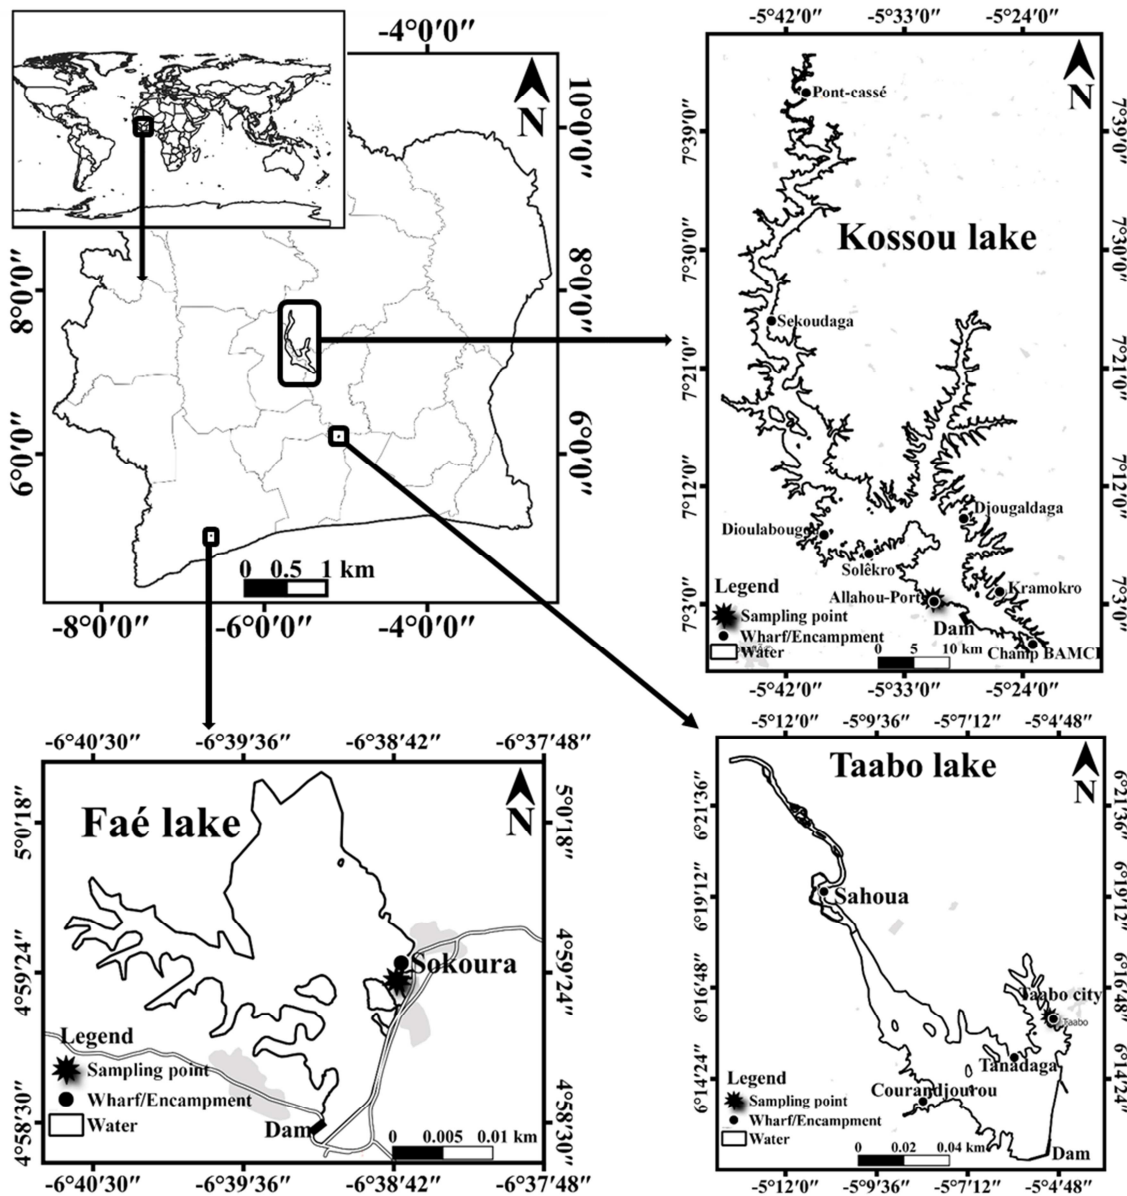 -4°0'0"
N
10°0'0"
8°0'0"
8°0'0"
6°0'0"
6°0'0"
0 0.5 1 km
-8°0'0" -6°0'0" -4°0'0"
-5°42'0" -5°33'0" -5°24'0"
N
Pont-cassé
7°39'0" 7°39'0"
Kossou lake
7°30'0" 7°30'0"
Sekoudaga
7°21'0" 7°21'0"
7°12'0" 7°12'0"
Djougaldaga
Dioulabougou
Solêkro
Legend
Kramokro
Allahou-Port
7°3'0" 7°3'0"
Sampling point
Dam
Wharf/Encampment
Water
0 5 10 km
Champ BAMCI
-5°42'0" -5°33'0" -5°24'0"
-6°40'30" -6°39'36" -6°38'42" -6°37'48"
Faé lake
N
5°0'18" 5°0'18"
4°59'24" 4°59'24"
Sokoura
Legend
Sampling point
Wharf/Encampment
Water
Dam
4°58'30" 4°58'30"
0 0.005 0.01 km
-6°40'30" -6°39'36" -6°38'42" -6°37'48"
-5°12'0" -5°9'36" -5°7'12" -5°4'48"
Taabo lake
N
6°21'36" 6°21'36"
Sahoua
6°19'12" 6°19'12"
6°16'48" 6°16'48"
Taabo city
Taabo
Tanadaga
6°14'24" 6°14'24"
Courandjourou
Legend
Sampling point
Wharf/Encampment
Water
0 0.02 0.04 km
Dam
-5°12'0" -5°9'36" -5°7'12" -5°4'48"